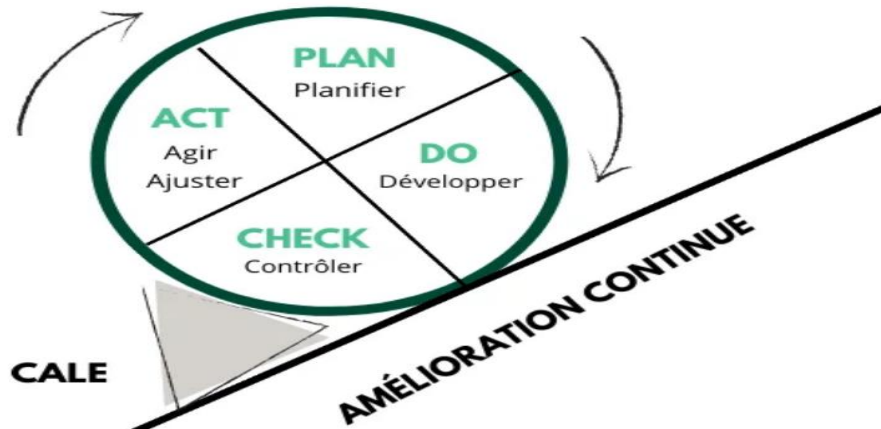 PLAN
Planifier
ACT
Agir
Ajuster
DO
Développer
CHECK
Contrôler
CALE
AMÉLIORATION CONTINUE